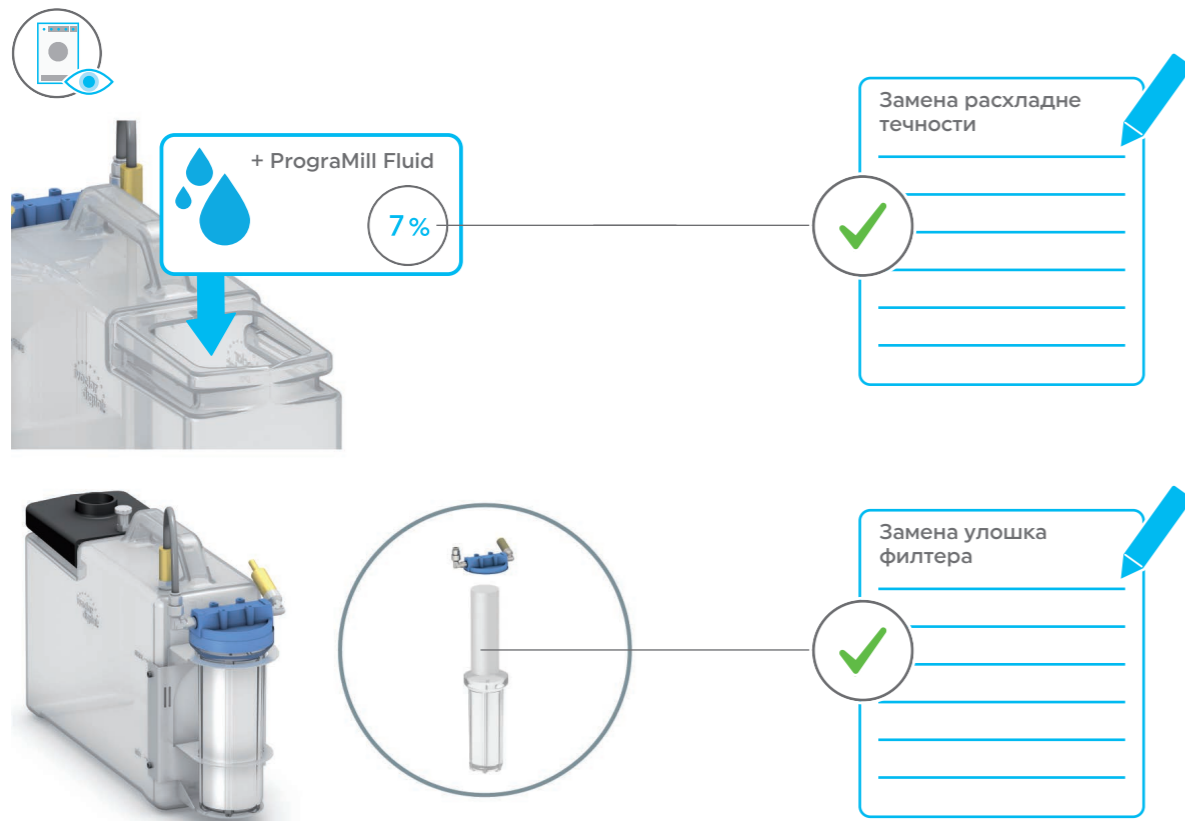 + PrograMill Fluid
7 %
Замена расхладне
течности
Замена улошка
филтера